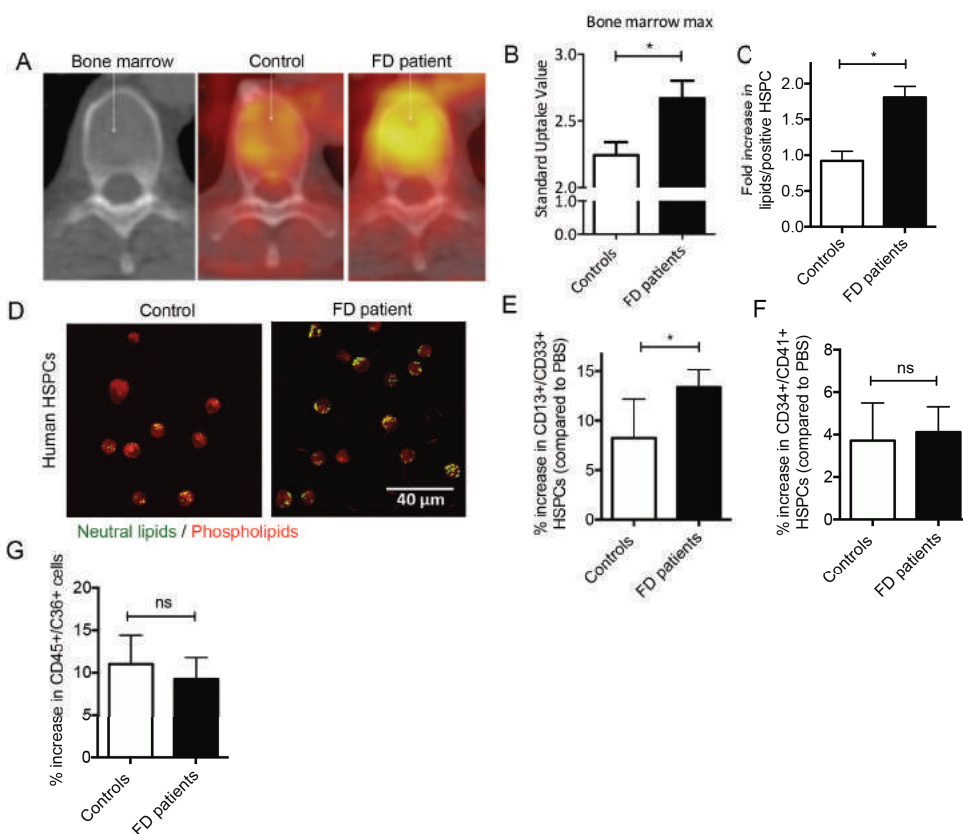 A
Bone marrow
Control
FD patient
B
Bone marrow max
Standard Uptake Value
3.0
2.5
2.0
1.0
0.0
*
Controls
FD patients
C
Fold increase in
lipids/positive HSPC
2.0
1.5
1.0
0.5
0.0
*
Controls
FD patients
D
Control
FD patient
Human HSPCs
40 µm
Neutral lipids / Phospholipids
E
% increase in CD13+/CD33+
HSPCs (compared to PBS)
15
10
5
0
*
Controls
FD patients
F
% increase in CD34+/CD41+
HSPCs (compared to PBS)
8
6
4
2
0
ns
Controls
FD patients
G
% increase in CD45+/C36+ cells
20
15
10
5
0
ns
Controls
FD patients